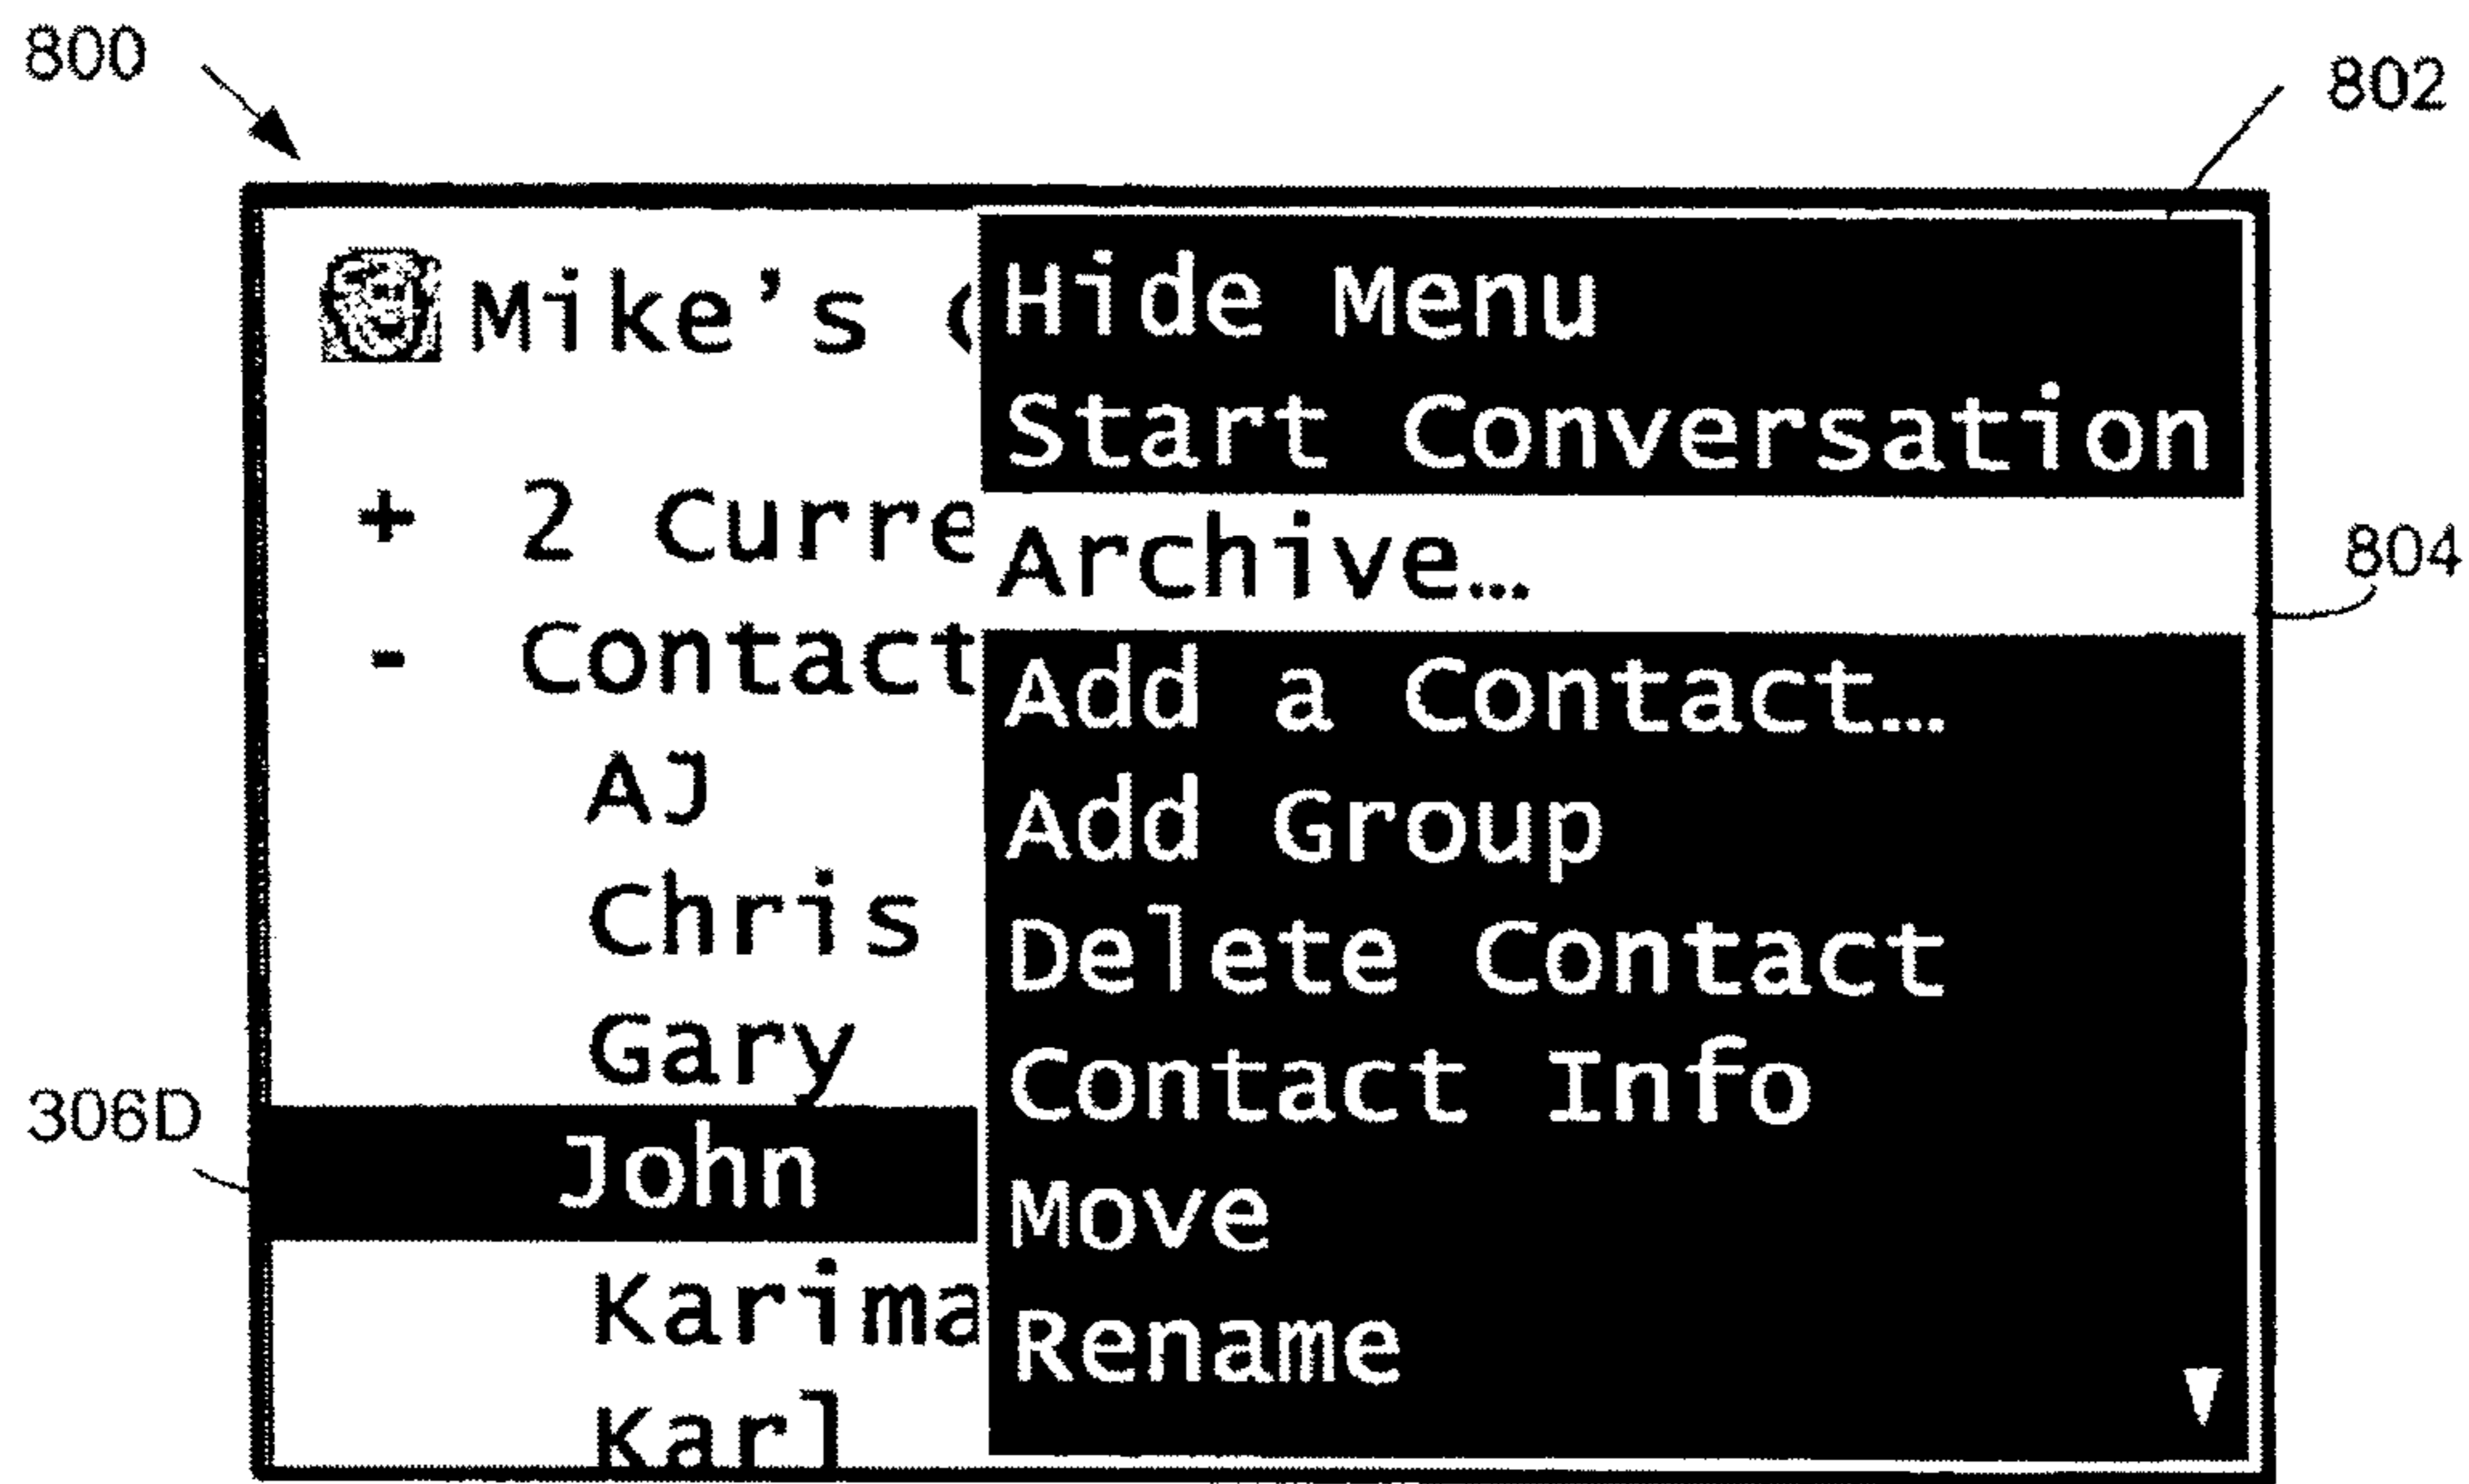 800
802
Mike's
Hide Menu
Start Conversation
+ 2 Curre
Archive…
804
- Contact
Add a Contact…
AJ
Add Group
Chris
Delete Contact
Gary
Contact Info
306D
John
Move
Karima
Rename
Karl